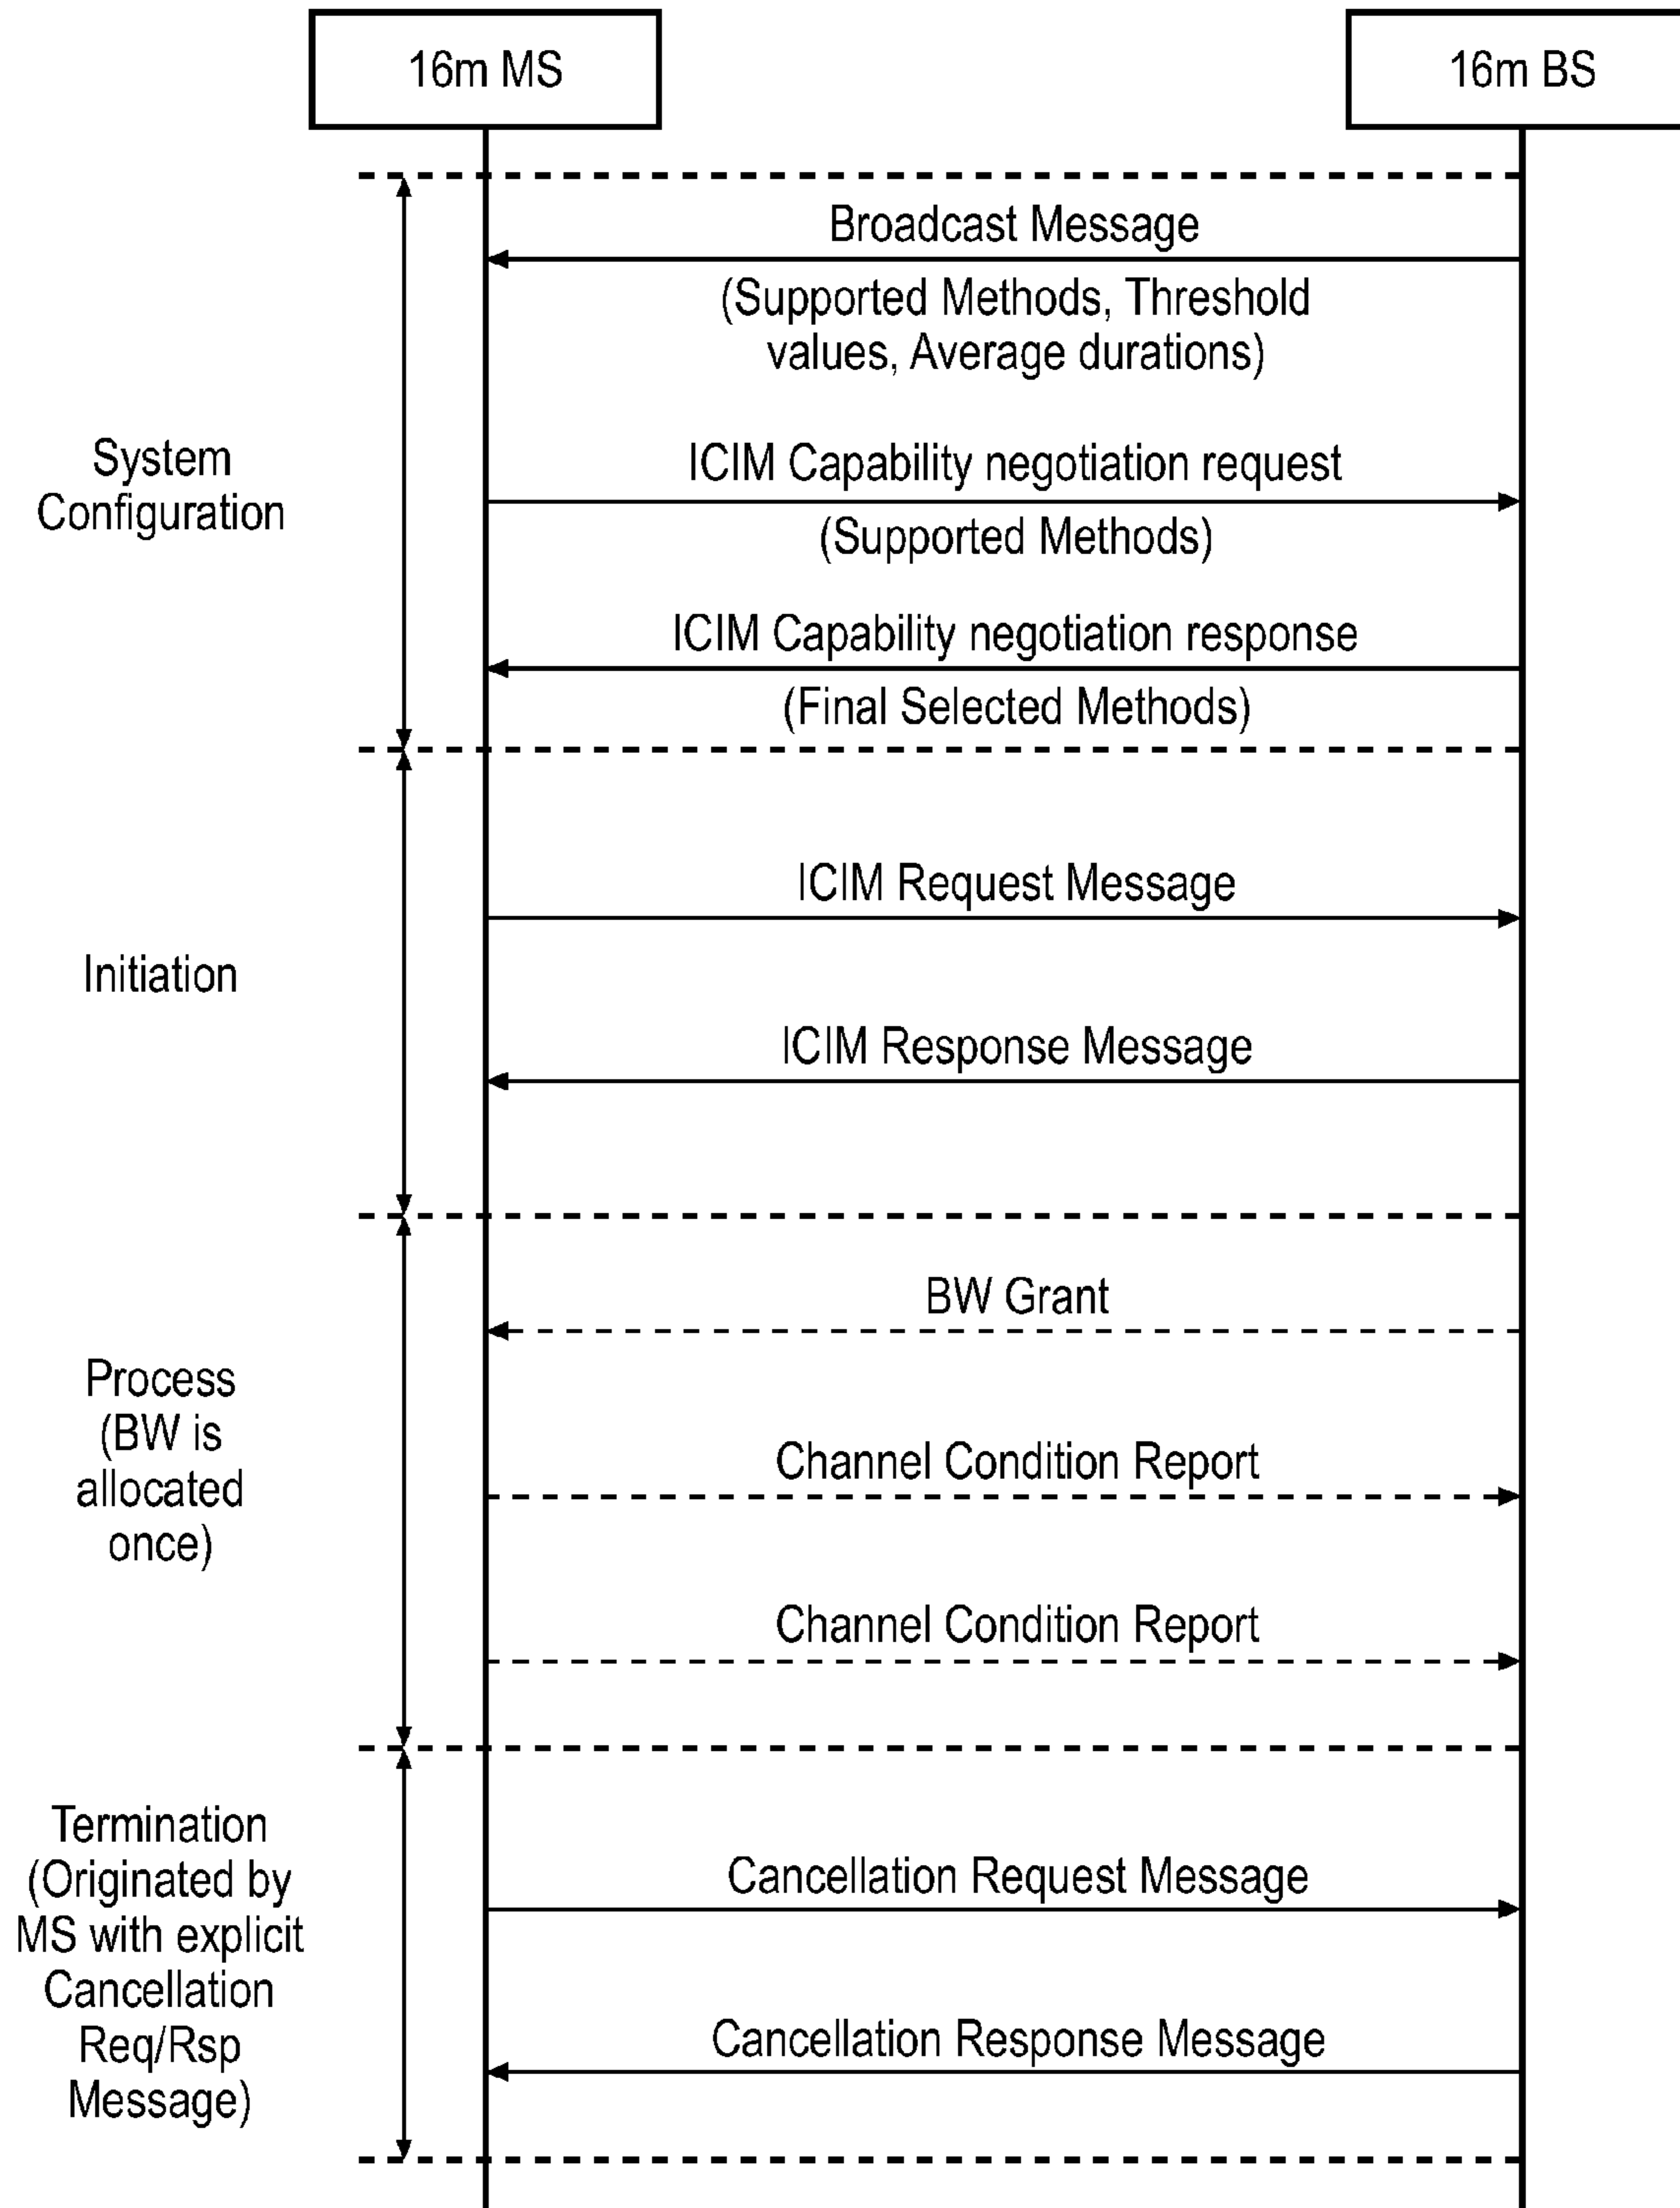 16m MS
16m BS
Broadcast Message
(Supported Methods, Threshold
values, Average durations)
System
Configuration
ICIM Capability negotiation request
(Supported Methods)
ICIM Capability negotiation response
(Final Selected Methods)
Initiation
ICIM Request Message
ICIM Response Message
Process
(BW is
allocated
once)
BW Grant
Channel Condition Report
Channel Condition Report
Termination
(Originated by
MS with explicit
Cancellation
Req/Rsp
Message)
Cancellation Request Message
Cancellation Response Message